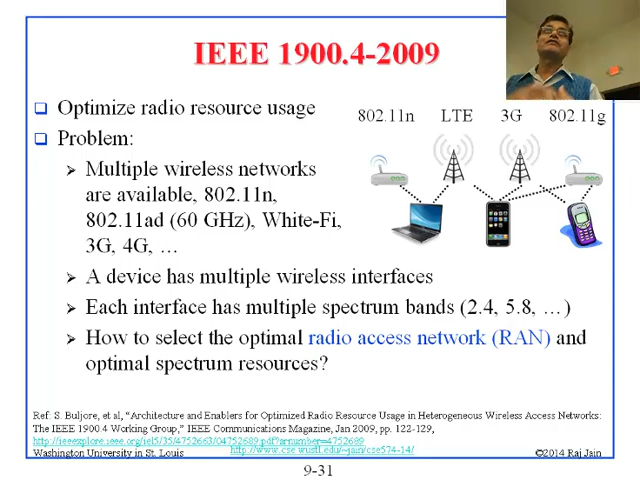 IEEE 1900.4-2009
Optimize radio resource usage
Problem:
Multiple wireless networks
are available, 802.11n,
802.11ad (60 GHz), White-Fi,
3G, 4G, …
A device has multiple wireless interfaces
Each interface has multiple spectrum bands (2.4, 5.8, …)
How to select the optimal radio access network (RAN) and
optimal spectrum resources?
802.11n LTE 3G 802.11g
Ref: S. Buljore, et al, “Architecture and Enablers for Optimized Radio Resource Usage in Heterogeneous Wireless Access Networks:
The IEEE 1900.4 Working Group,” IEEE Communications Magazine, Jan 2009, pp. 122-129,
http://ieeexplore.ieee.org/iel5/35/4752663/04752689.pdf?arnumber=4752689
Washington University in St. Louis http://www.cse.wustl.edu/~jain/cse574-14/ ©2014 Raj Jain
9-31